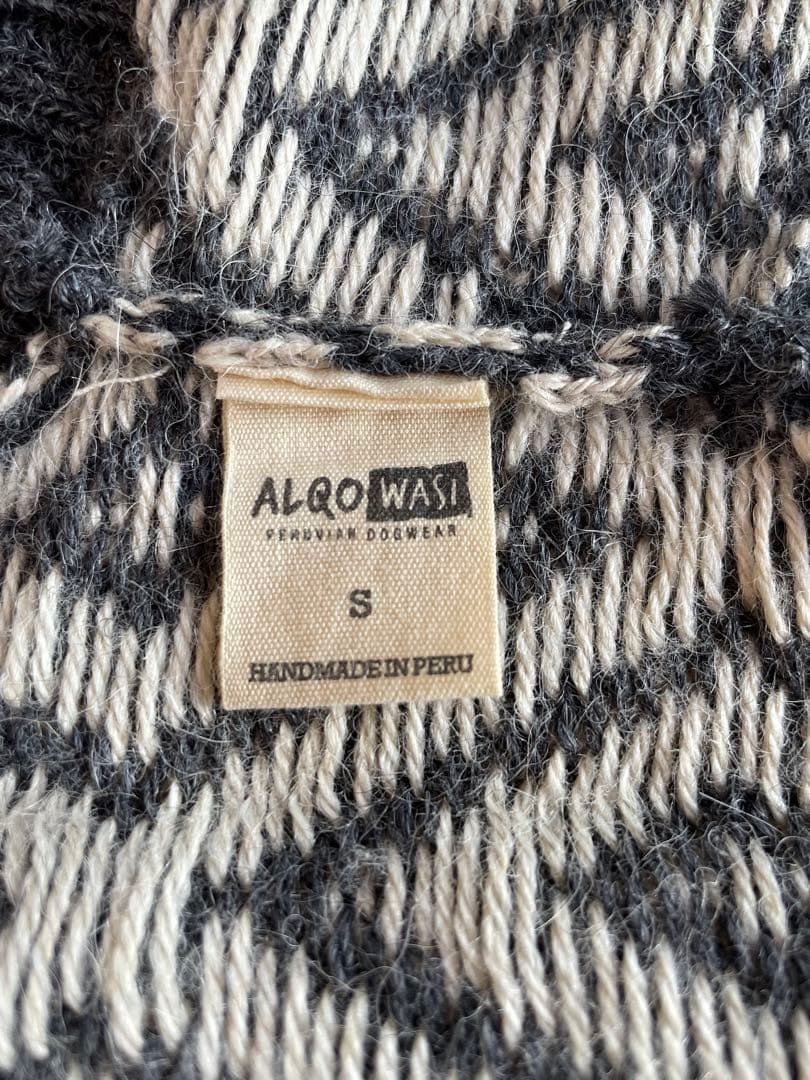 ALQO WASI
PERUVIAN DOGWEAR
S
HANDMADE IN PERU